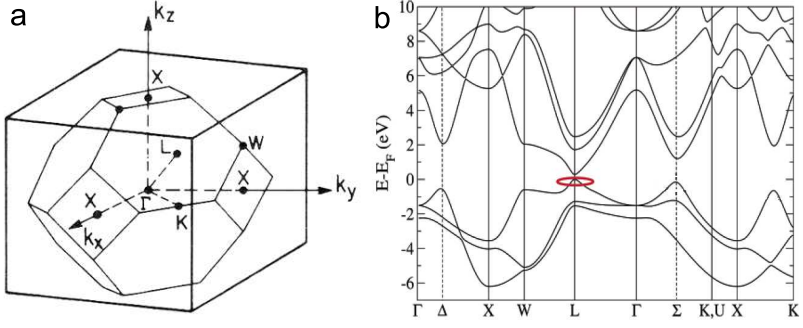 a
k_z
X
L
W
X
Γ
X
K
k_x
k_y
b
E-E_F (eV)
10
8
6
4
2
0
-2
-4
-6
Γ Δ X W L Γ Σ K,U X K